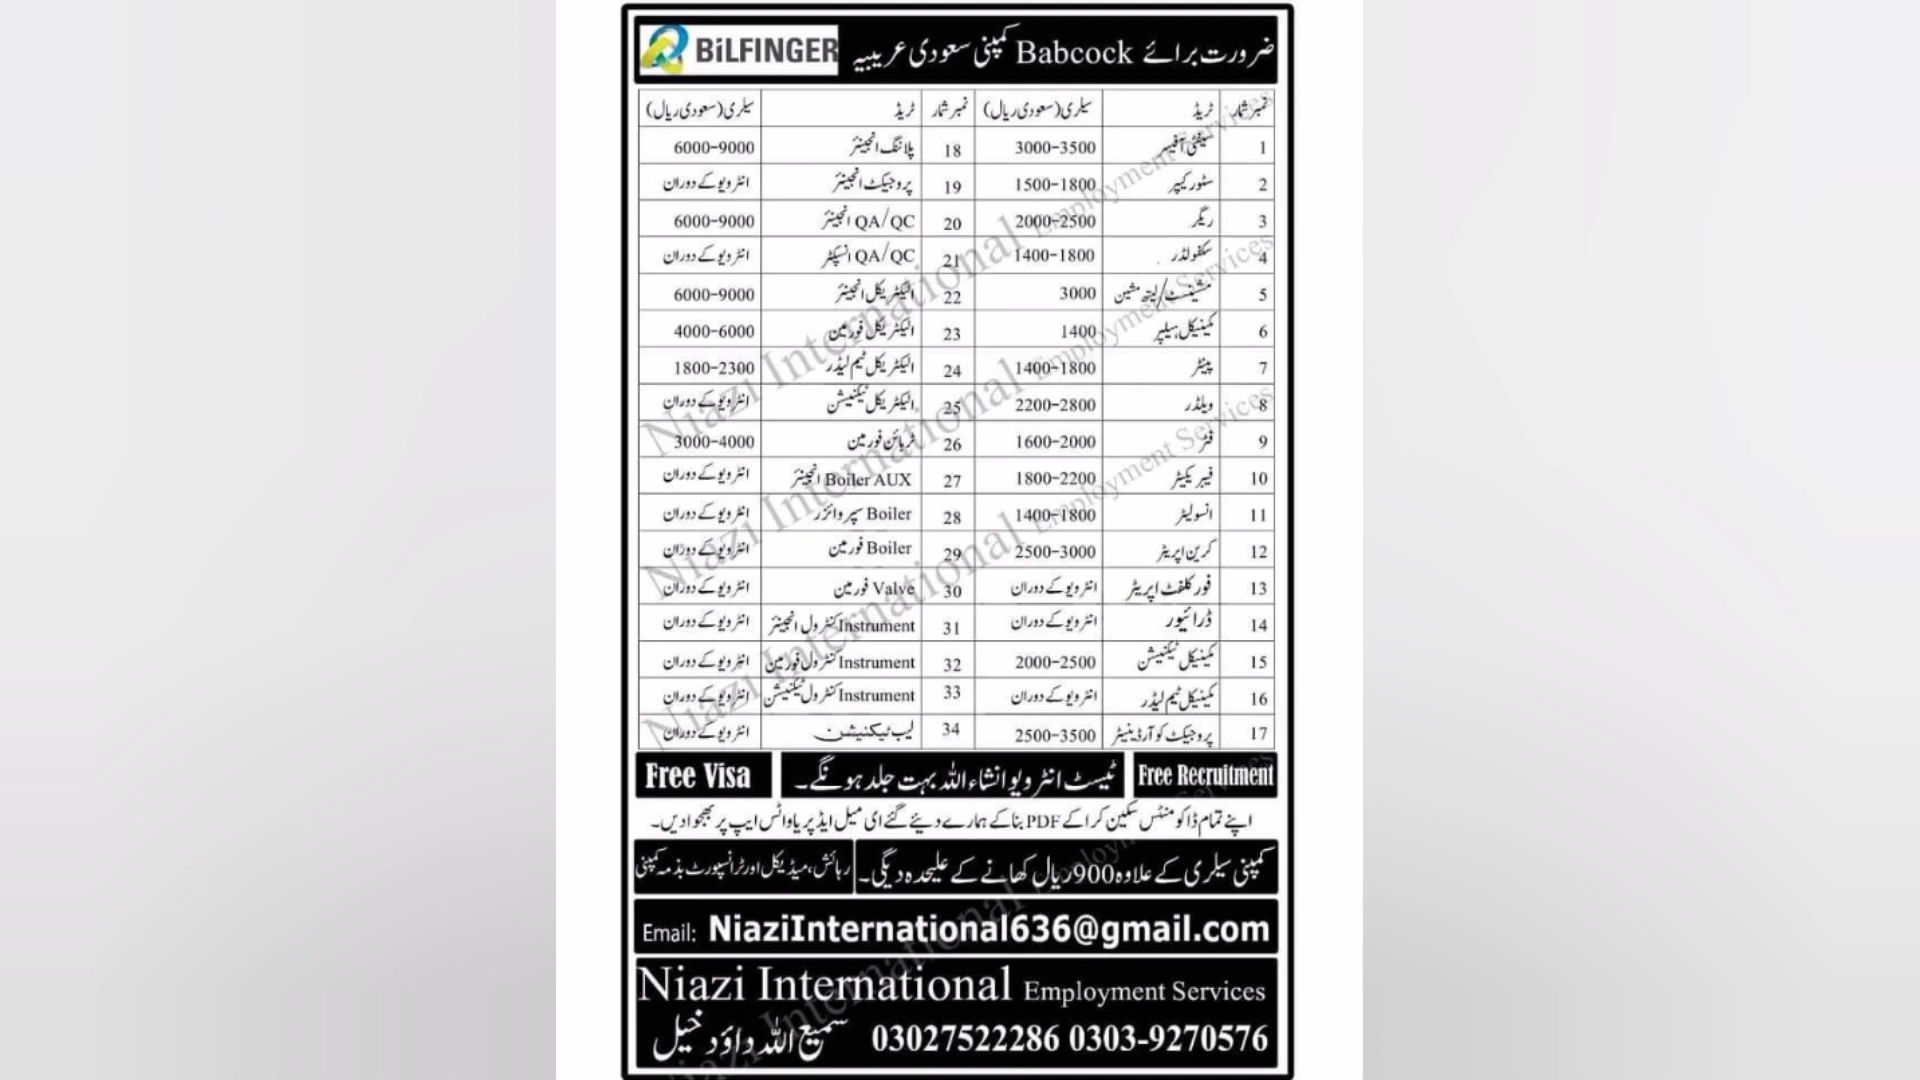 BiLFINGER ضرورت برائے Babcock کمپنی سعودی عریبیہ
نمبر شمار ٹریڈ سیلری (سعودی ریال) نمبر شمار ٹریڈ سیلری (سعودی ریال)
1 سیفٹی آفیسر 3000-3500 18 پلاننگ انجینئر 6000-9000
2 سٹور کیپر 1500-1800 19 پروجیکٹ انجینئر انٹرویو کے دوران
3 ریگر 2000-2500 20 QA/QC انجینئر 6000-9000
4 سکفولڈر 1400-1800 21 QA/QC انسپکٹر انٹرویو کے دوران
5 مشینسٹ/لیتھ مشین 3000 22 الیکٹریکل انجینئر 6000-9000
6 مکینیکل ہیلپر 1400 23 الیکٹریکل فورمین 4000-6000
7 پینٹر 1400-1800 24 الیکٹریکل ٹیم لیڈر 1800-2300
8 ویلڈر 2200-2800 25 الیکٹریکل ٹیکنیشن انٹرویو کے دوران
9 فٹر 1600-2000 26 ٹربائن فورمین 3000-4000
10 فیبریکیٹر 1800-2200 27 Boiler AUX انجینئر انٹرویو کے دوران
11 انسولیٹر 1400-1800 28 Boiler سپروائزر انٹرویو کے دوران
12 کرین اپریٹر 2500-3000 29 Boiler فورمین انٹرویو کے دوران
13 فورکلفٹ اپریٹر انٹرویو کے دوران 30 Valve فورمین انٹرویو کے دوران
14 ڈرائیور انٹرویو کے دوران 31 Instrument کنٹرول انجینئر انٹرویو کے دوران
15 مکینیکل ٹیکنیشن 2000-2500 32 Instrument کنٹرول فورمین انٹرویو کے دوران
16 مکینیکل ٹیم لیڈر انٹرویو کے دوران 33 Instrument کنٹرول ٹیکنیشن انٹرویو کے دوران
17 پروجیکٹ کوآرڈینیٹر 2500-3500 34 لیب ٹیکنیشن انٹرویو کے دوران
Free Recruitment ٹیسٹ انٹرویو انشاء اللہ بہت جلد ہونگے۔ Free Visa
اپنے تمام ڈاکومنٹس سکین کرا کے PDF بنا کے ہمارے دیئے گئے ای میل ایڈ پر یا واٹس ایپ پر بھجوا دیں۔
کمپنی سیلری کے علاوہ 900 ریال کھانے کے علیحدہ دیگی۔ رہائش، میڈیکل اور ٹرانسپورٹ بذمہ کمپنی
Email: NiaziInternational636@gmail.com
Niazi International Employment Services
سمیع اللہ داؤد خیل 03027522286 0303-9270576